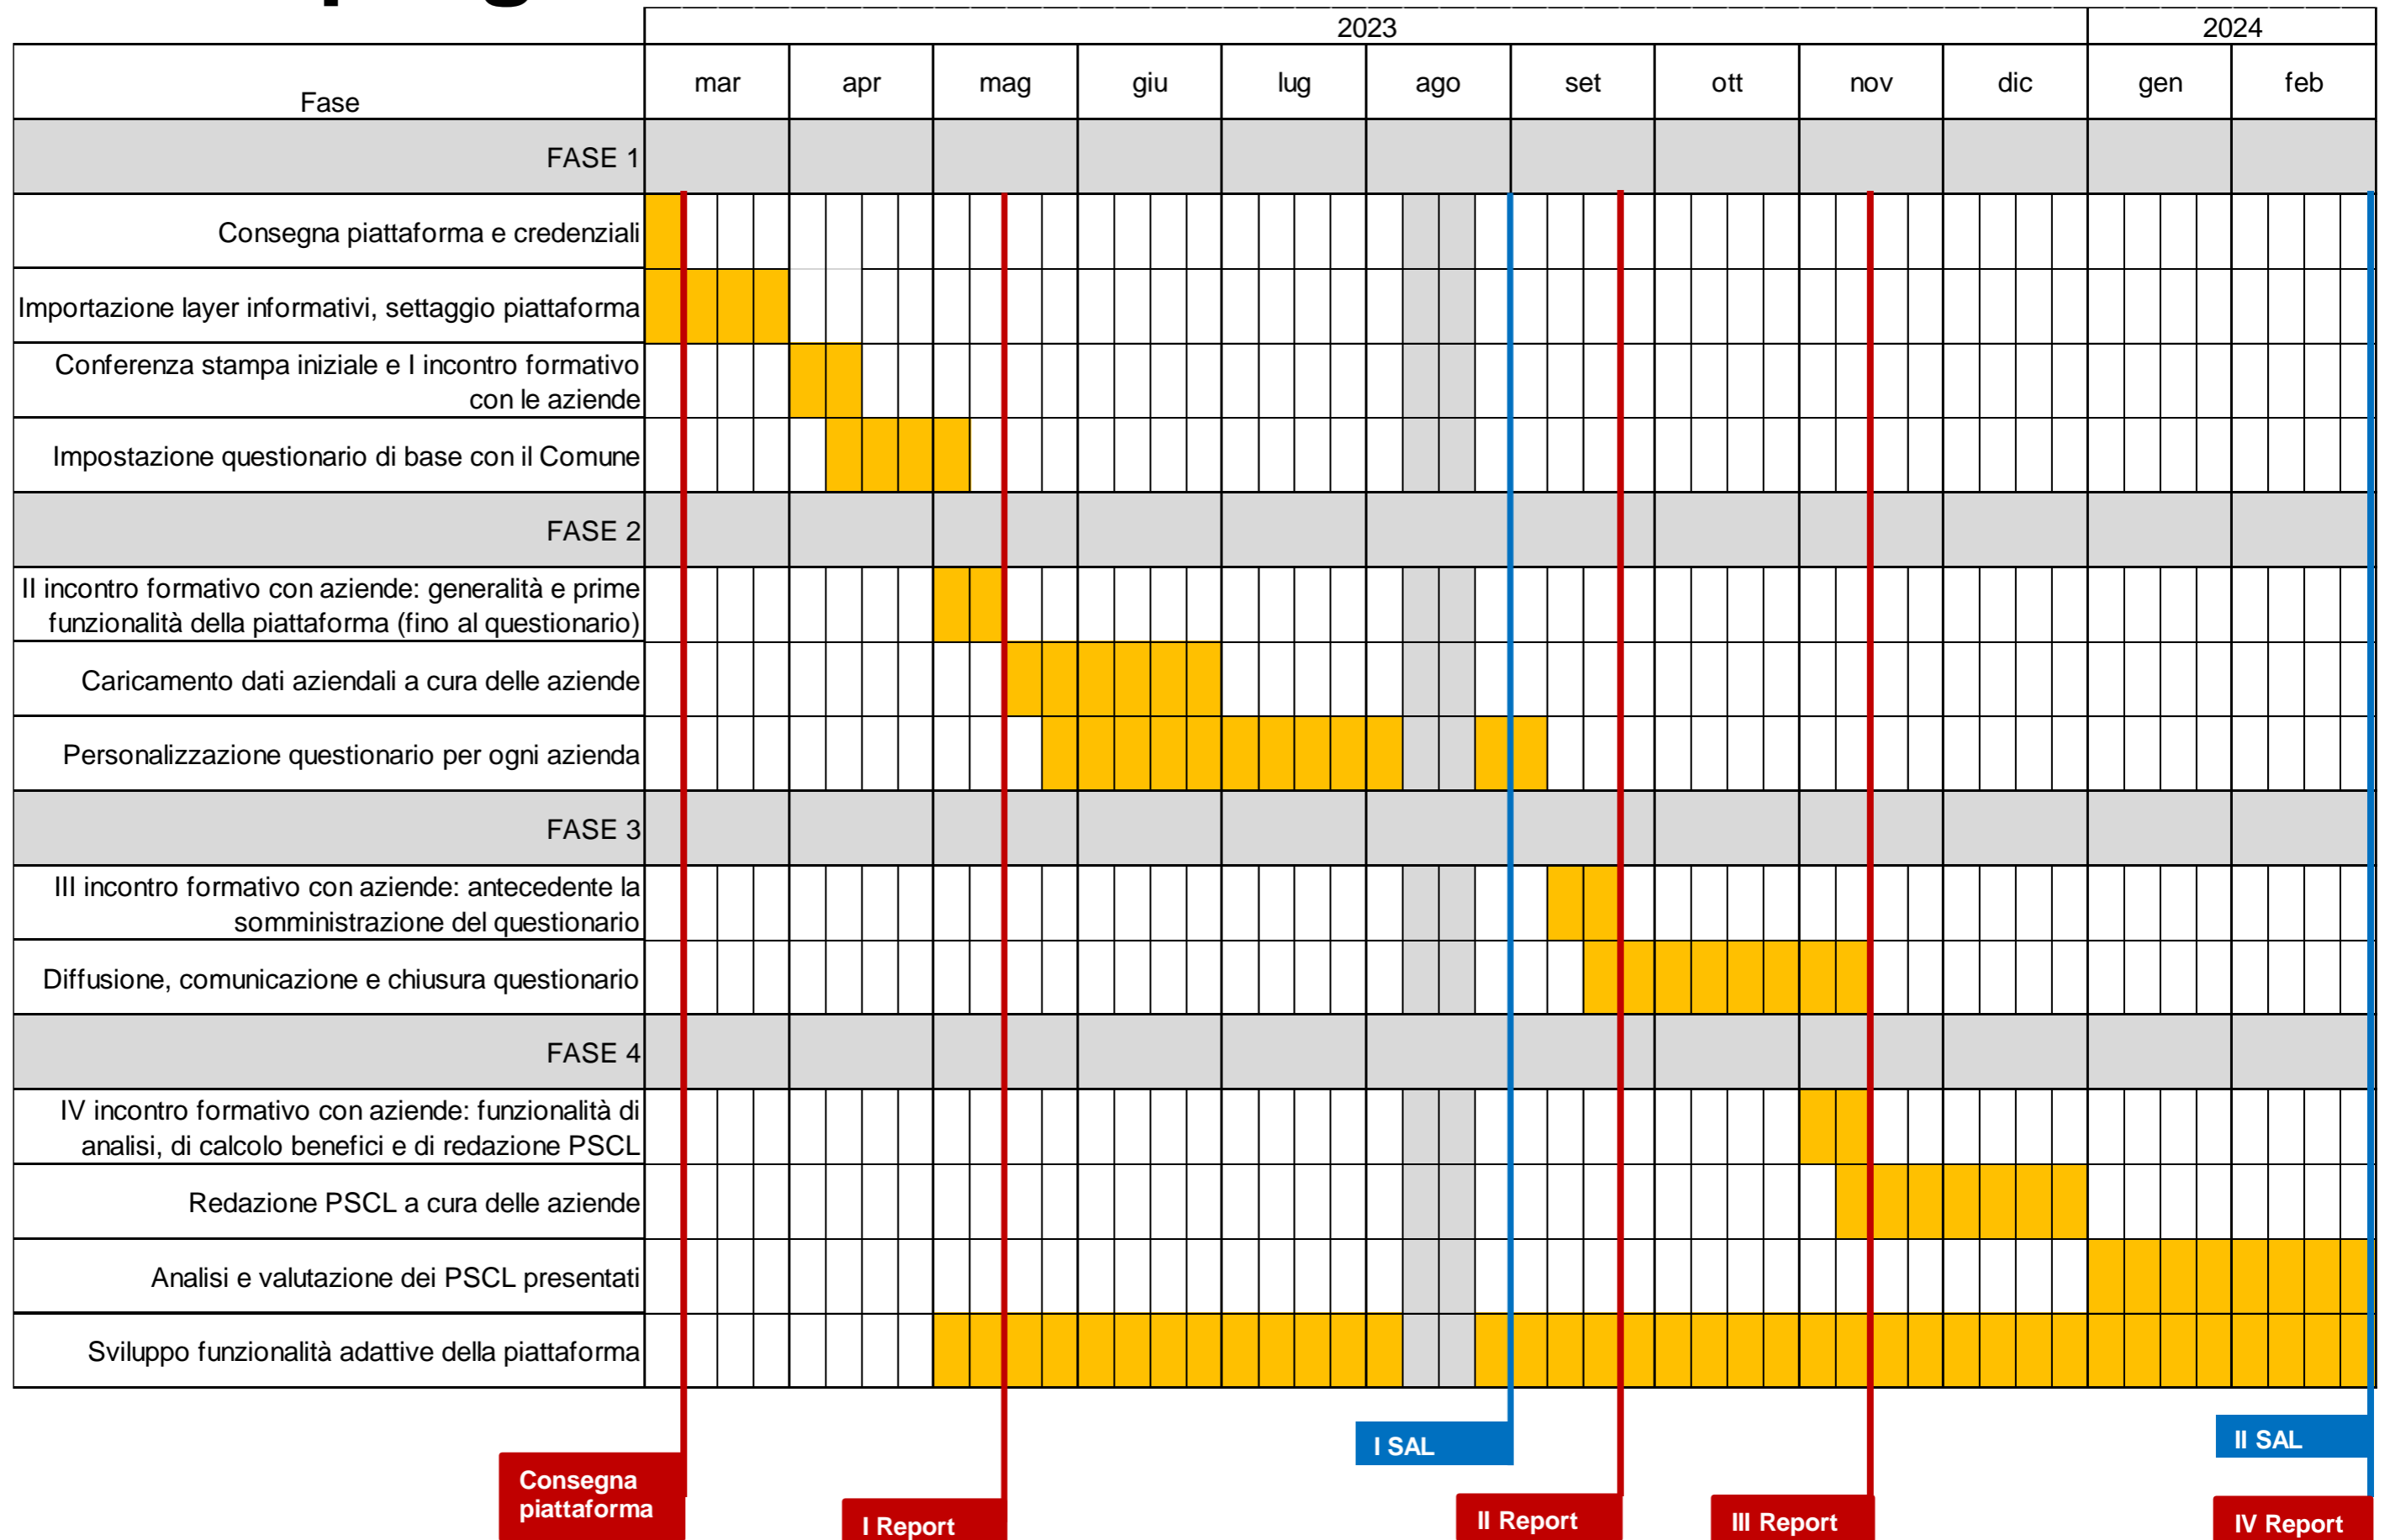 2023 2024
Fase mar apr mag giu lug ago set ott nov dic gen feb
FASE 1
Consegna piattaforma e credenziali
Importazione layer informativi, settaggio piattaforma
Conferenza stampa iniziale e I incontro formativo
con le aziende
Impostazione questionario di base con il Comune
FASE 2
II incontro formativo con aziende: generalità e prime
funzionalità della piattaforma (fino al questionario)
Caricamento dati aziendali a cura delle aziende
Personalizzazione questionario per ogni azienda
FASE 3
III incontro formativo con aziende: antecedente la
somministrazione del questionario
Diffusione, comunicazione e chiusura questionario
FASE 4
IV incontro formativo con aziende: funzionalità di
analisi, di calcolo benefici e di redazione PSCL
Redazione PSCL a cura delle aziende
Analisi e valutazione dei PSCL presentati
Sviluppo funzionalità adattive della piattaforma
I SAL
II SAL
Consegna
piattaforma
I Report
II Report
III Report
IV Report